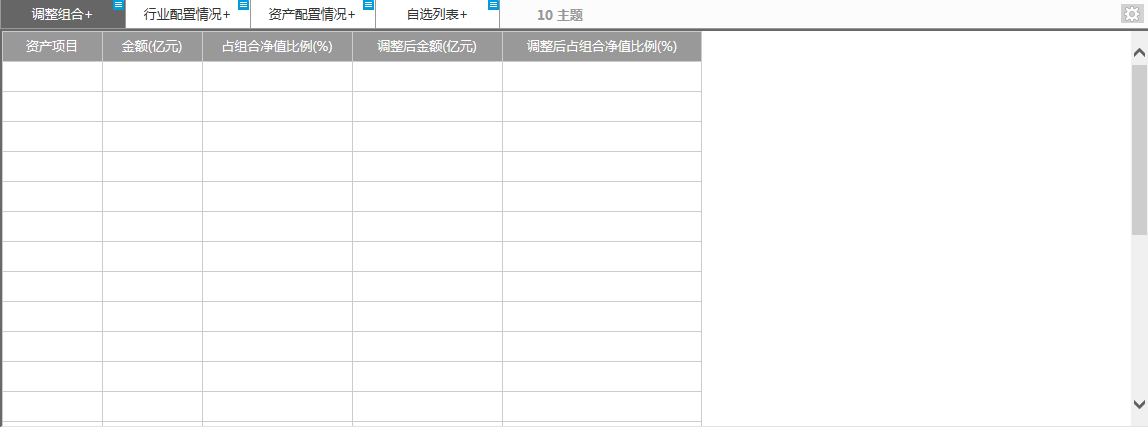 调整组合+ 行业配置情况+ 资产配置情况+ 自选列表+ 10 主题
资产项目 金额(亿元) 占组合净值比例(%) 调整后金额(亿元) 调整后占组合净值比例(%)